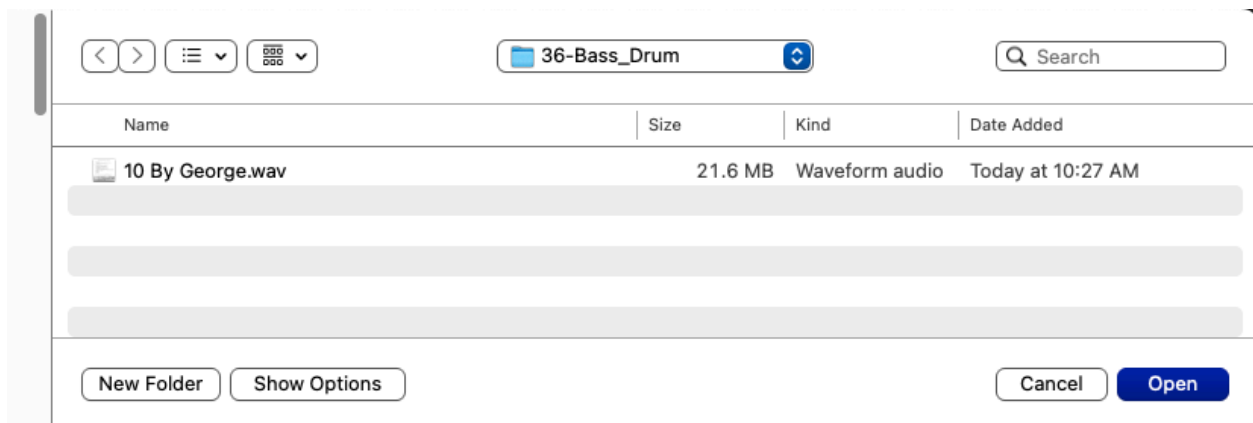 36-Bass_Drum
Search
Name Size Kind Date Added
10 By George.wav 21.6 MB Waveform audio Today at 10:27 AM
New Folder Show Options Cancel Open